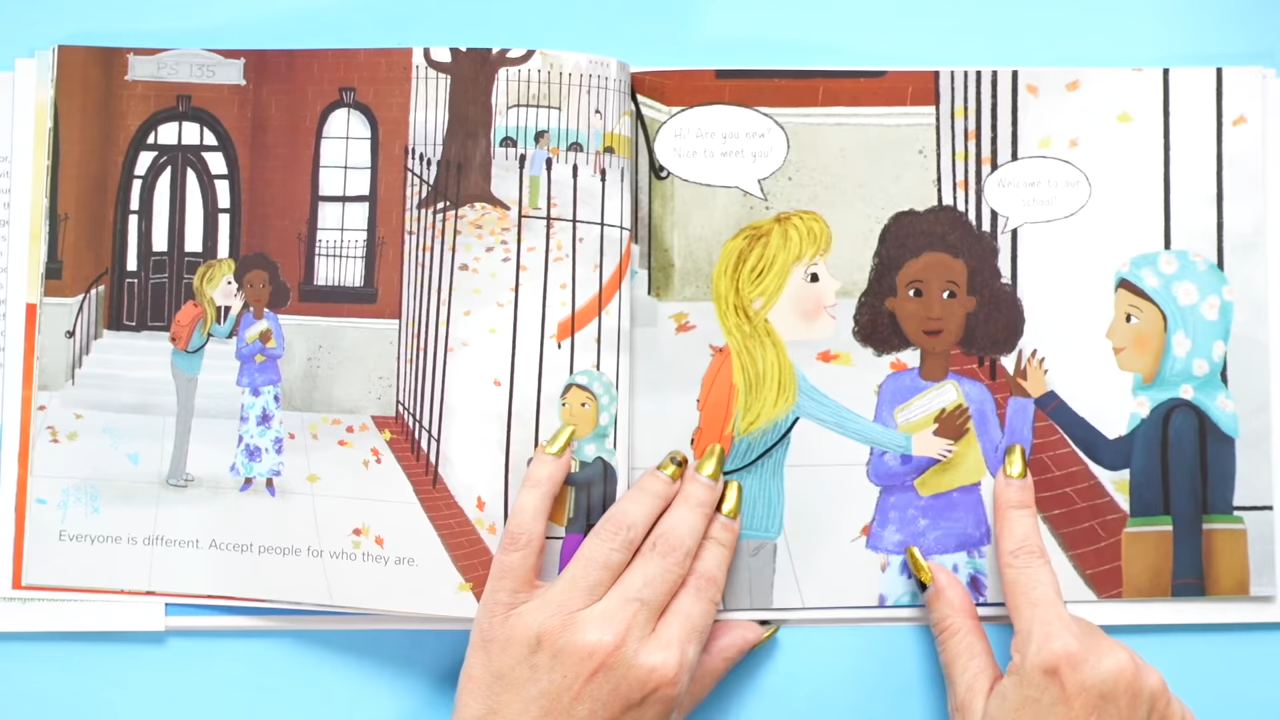 PS 135
Everyone is different. Accept people for who they are.
Hi! Are you new?
Nice to meet you!
Welcome to our
school!